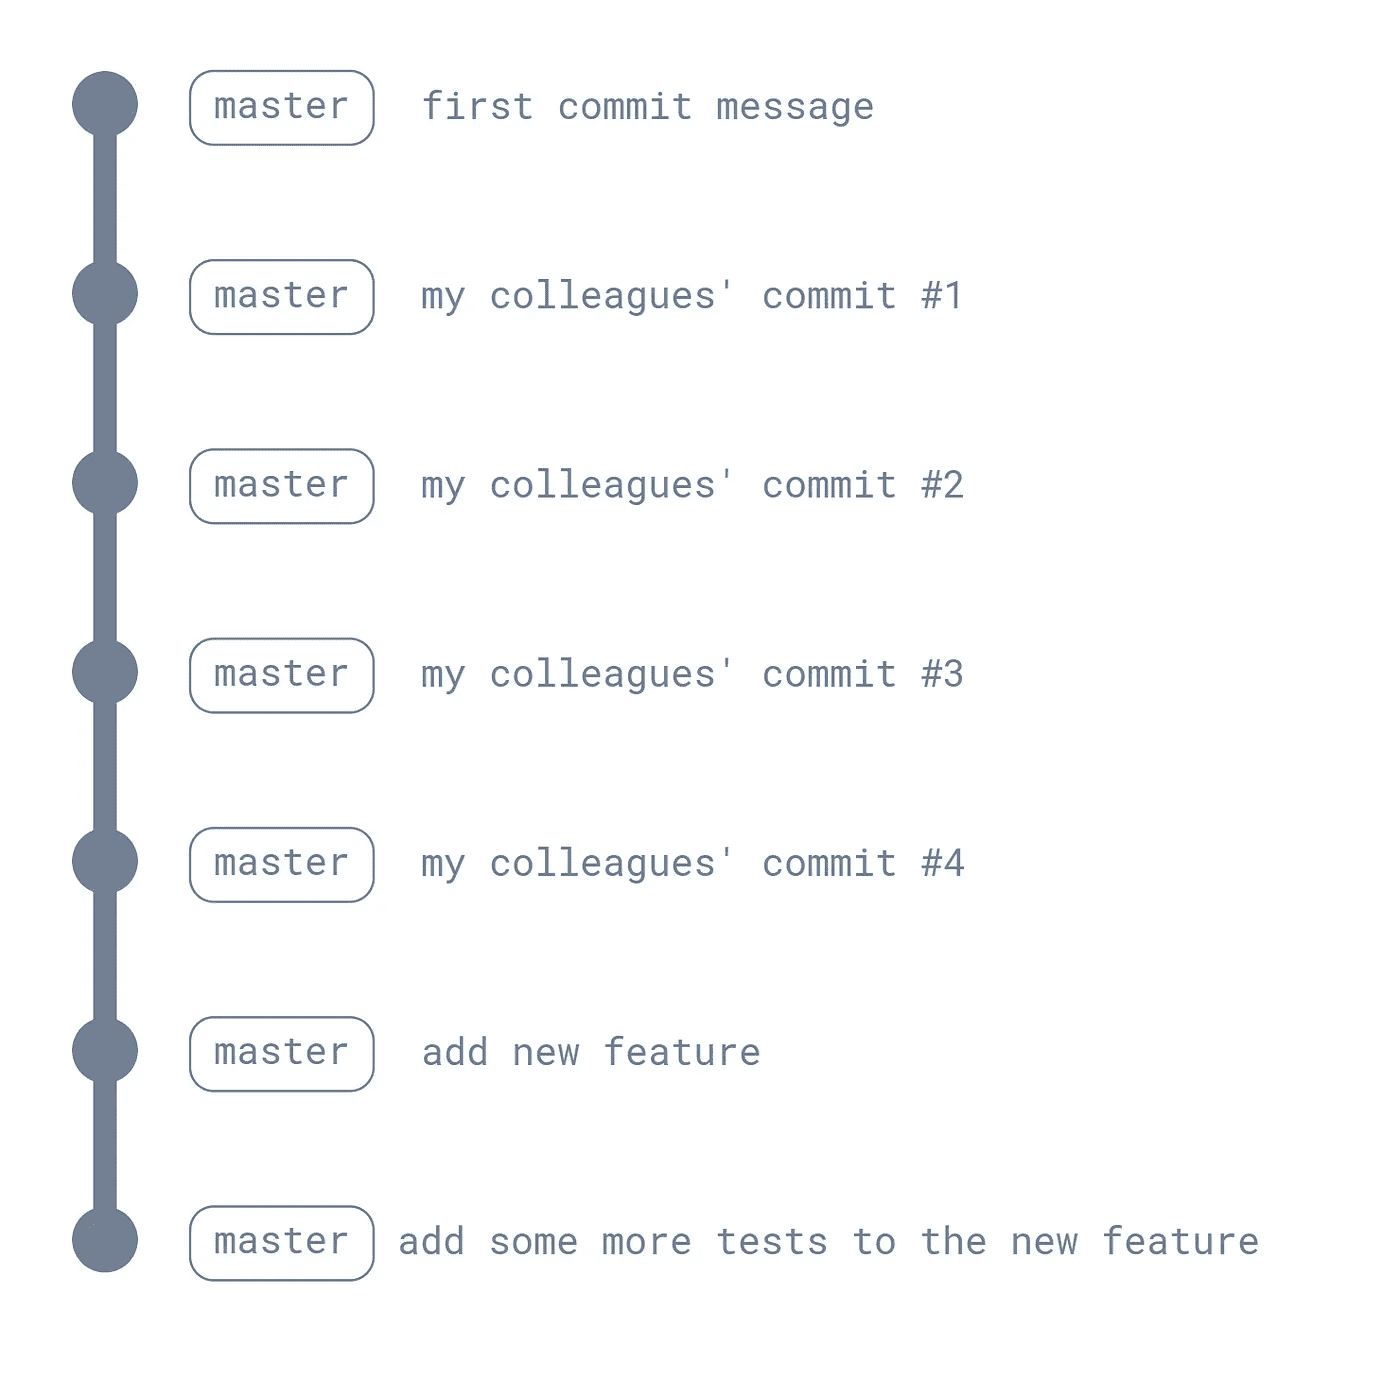 master first commit message
master my colleagues' commit #1
master my colleagues' commit #2
master my colleagues' commit #3
master my colleagues' commit #4
master add new feature
master add some more tests to the new feature